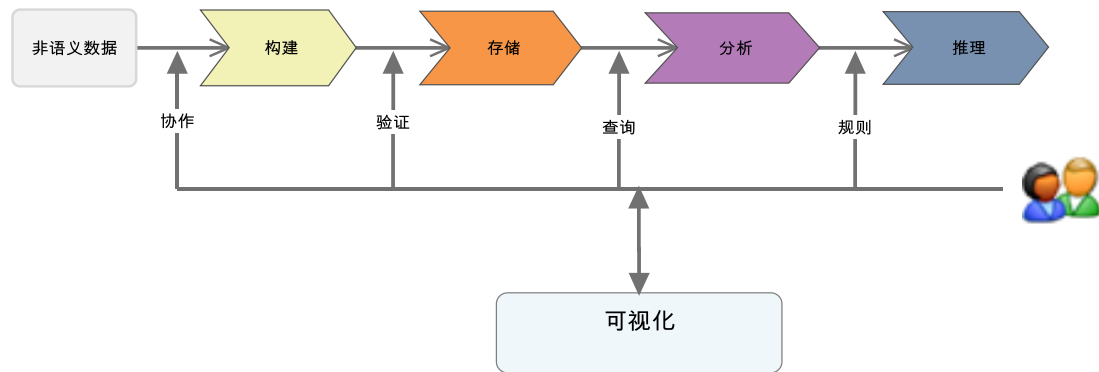 非语义数据
构建
存储
分析
推理
协作
验证
查询
规则
可视化